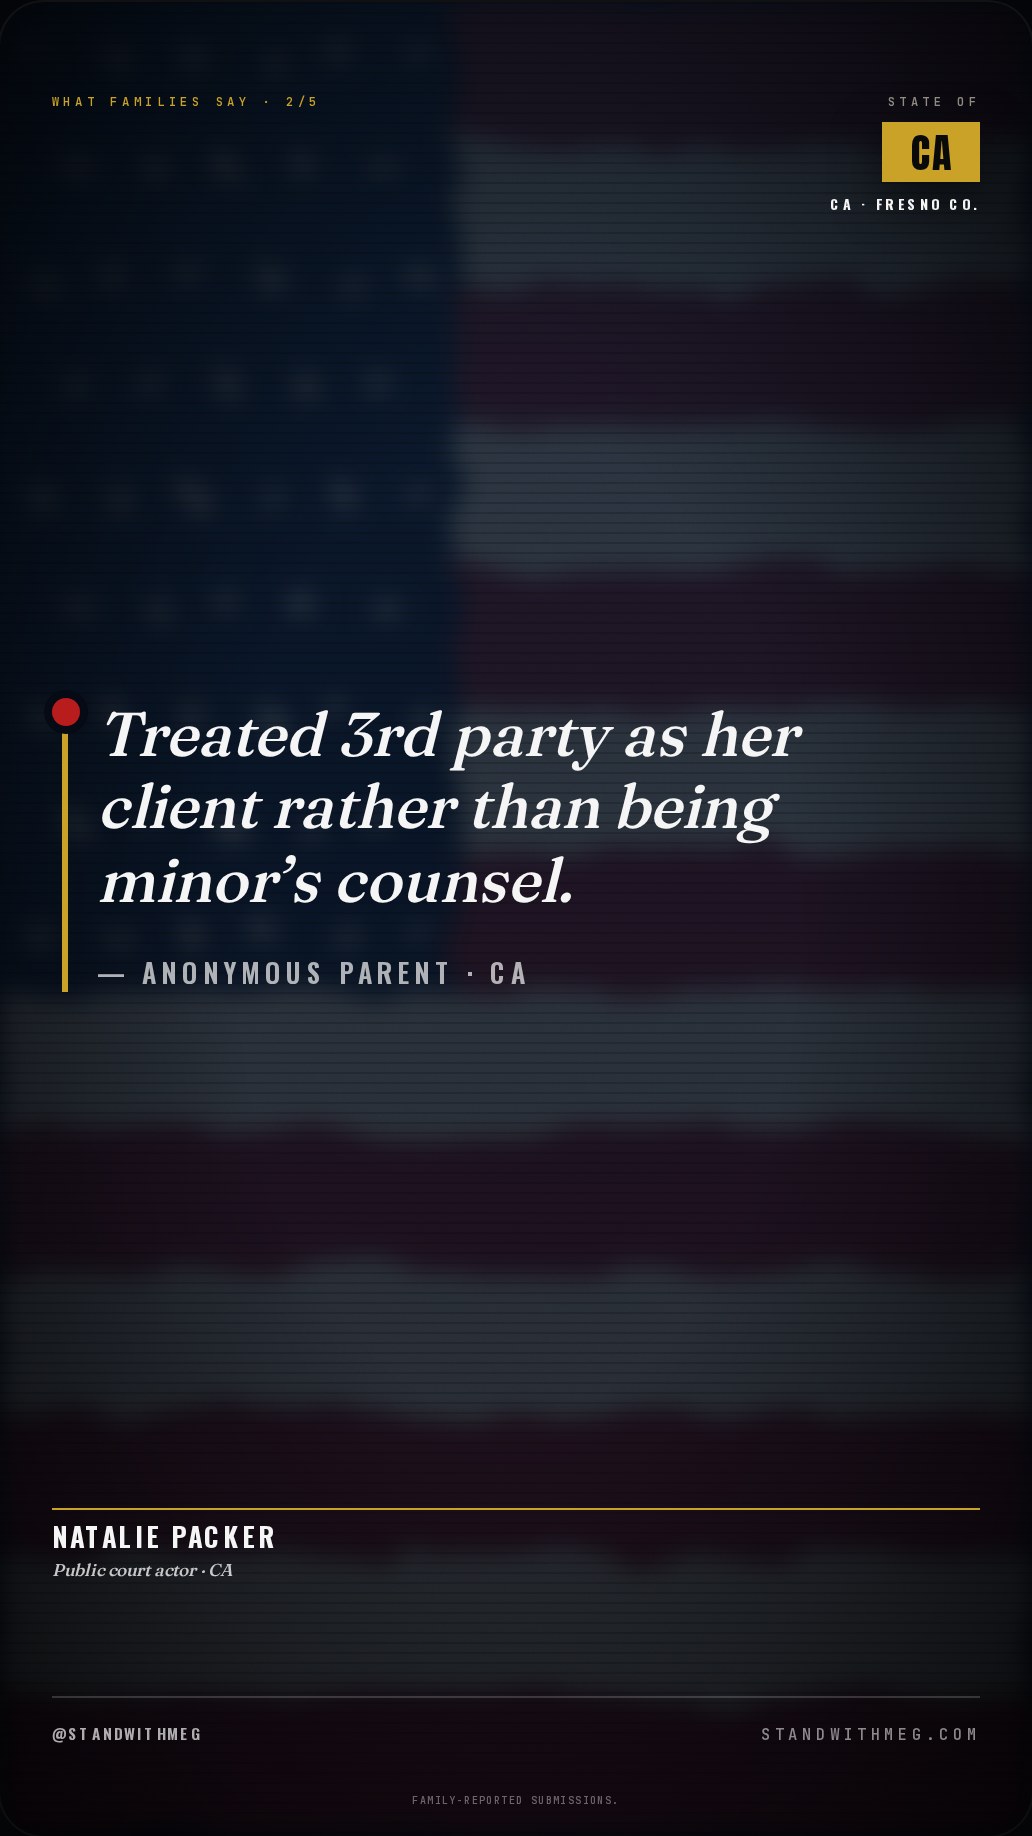 WHAT FAMILIES SAY · 2/5
STATE OF
CA
CA · FRESNO CO.
Treated 3rd party as her
client rather than being
minor’s counsel.
— ANONYMOUS PARENT · CA
NATALIE PACKER
Public court actor · CA
@STANDWITHMEG
STANDWITHMEG.COM
FAMILY-REPORTED SUBMISSIONS.